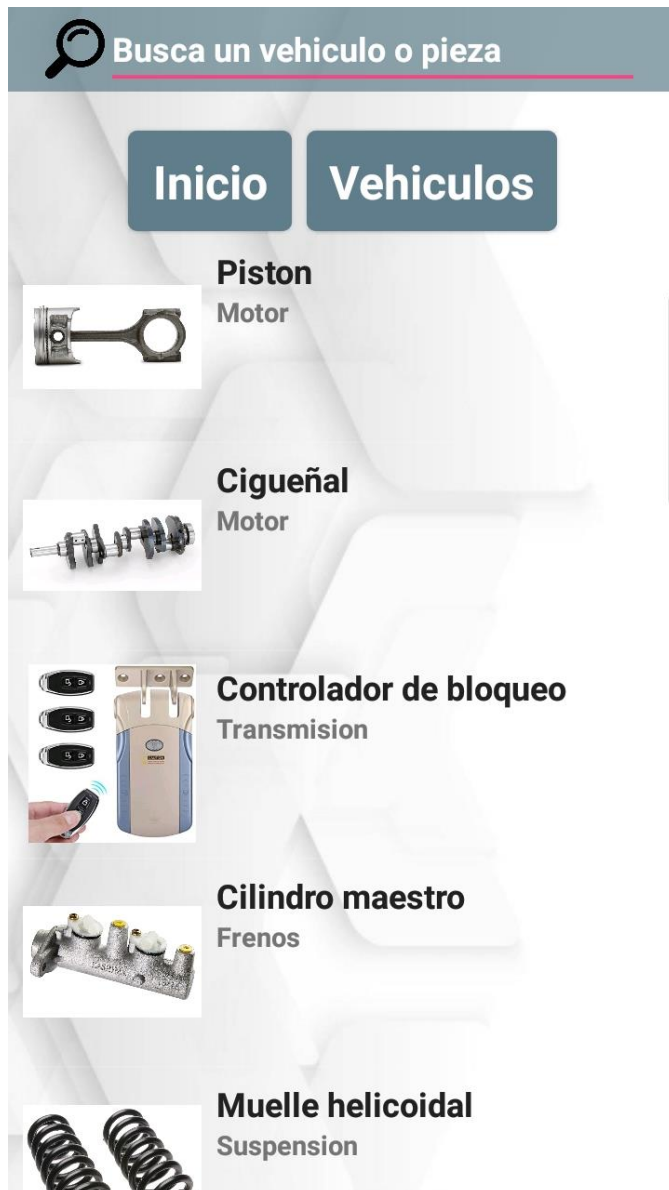 Busca un vehiculo o pieza
Inicio
Vehiculos
Piston
Motor
Cigueñal
Motor
Controlador de bloqueo
Transmision
Cilindro maestro
Frenos
Muelle helicoidal
Suspension